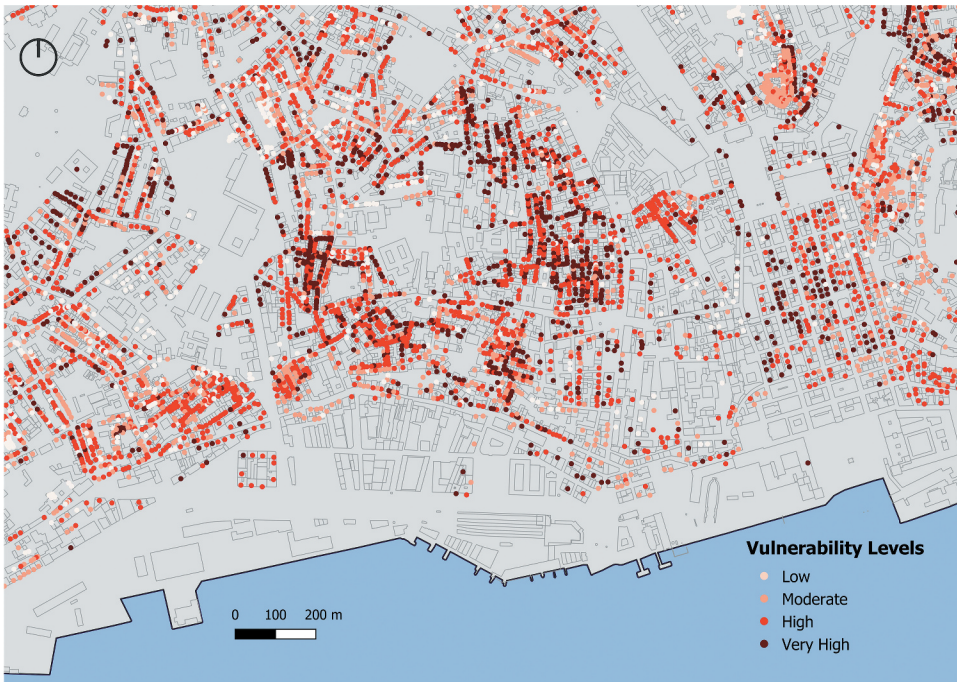 0 100 200 m
Vulnerability Levels
Low
Moderate
High
Very High